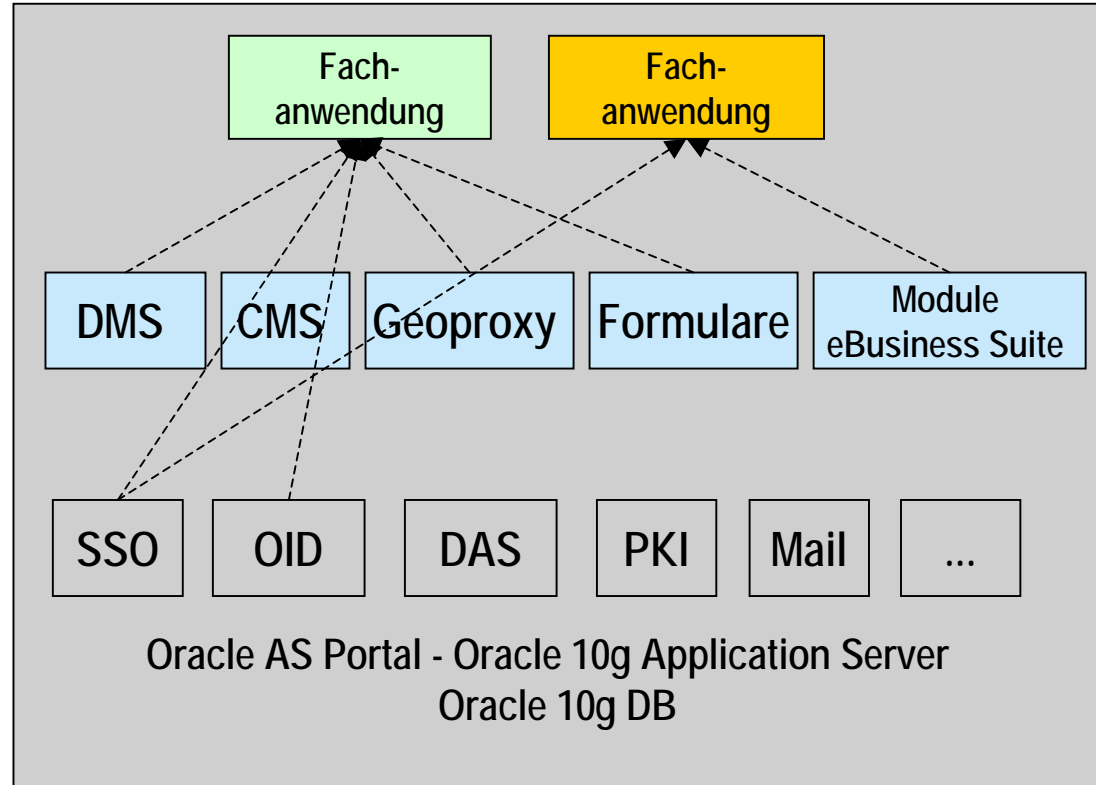 Fach-
anwendung
Fach-
anwendung
DMS
CMS
Geoproxy
Formulare
Module
eBusiness Suite
SSO
OID
DAS
PKI
Mail
...
Oracle AS Portal - Oracle 10g Application Server
Oracle 10g DB